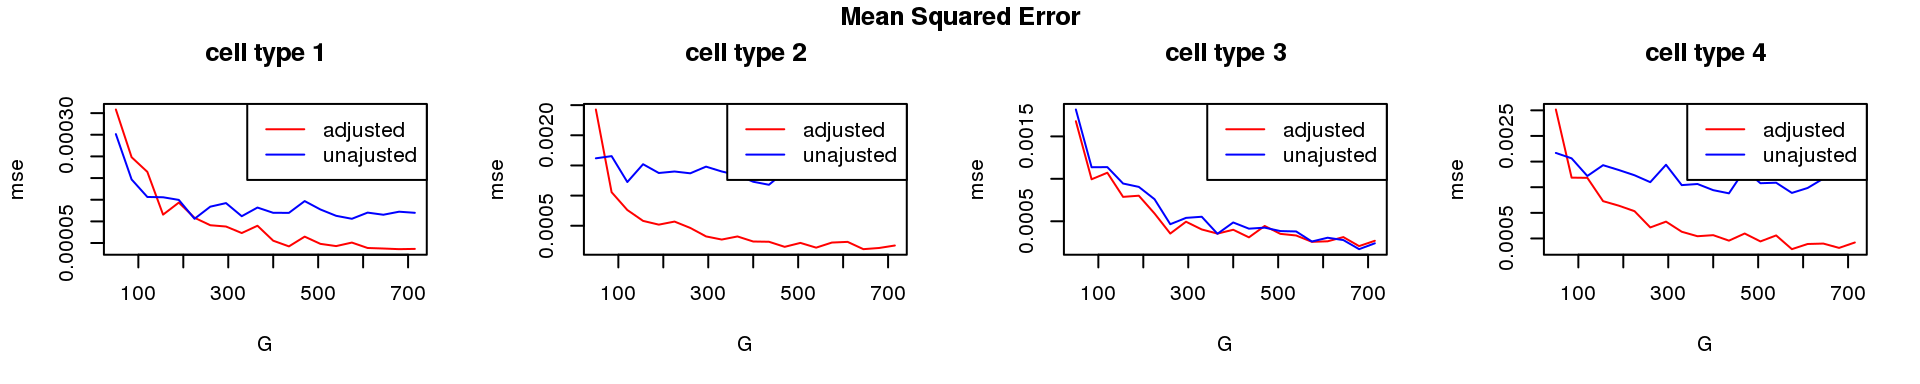 Mean Squared Error
cell type 1
mse
0.00005 0.00030
adjusted
unajusted
100 300 500 700
G
cell type 2
mse
0.0005 0.0020
adjusted
unajusted
100 300 500 700
G
cell type 3
mse
0.0005 0.0015
adjusted
unajusted
100 300 500 700
G
cell type 4
mse
0.0005 0.0025
adjusted
unajusted
100 300 500 700
G